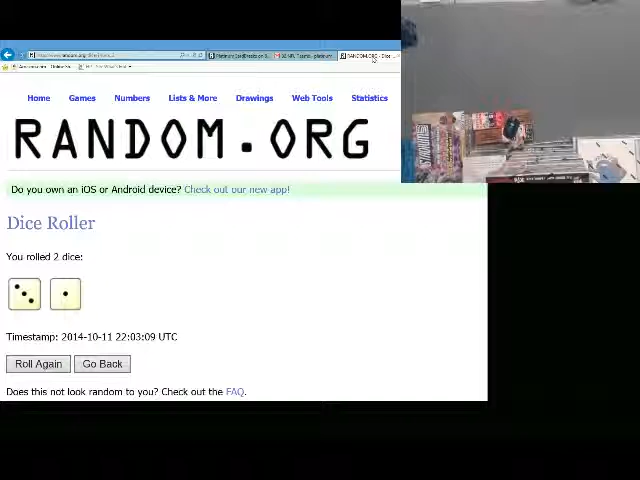 Home Games Numbers Lists & More Drawings Web Tools Statistics
RANDOM.ORG
Do you own an iOS or Android device? Check out our new app!
Dice Roller
You rolled 2 dice:
Timestamp: 2014-10-11 22:03:09 UTC
Roll Again Go Back
Does this not look random to you? Check out the FAQ.